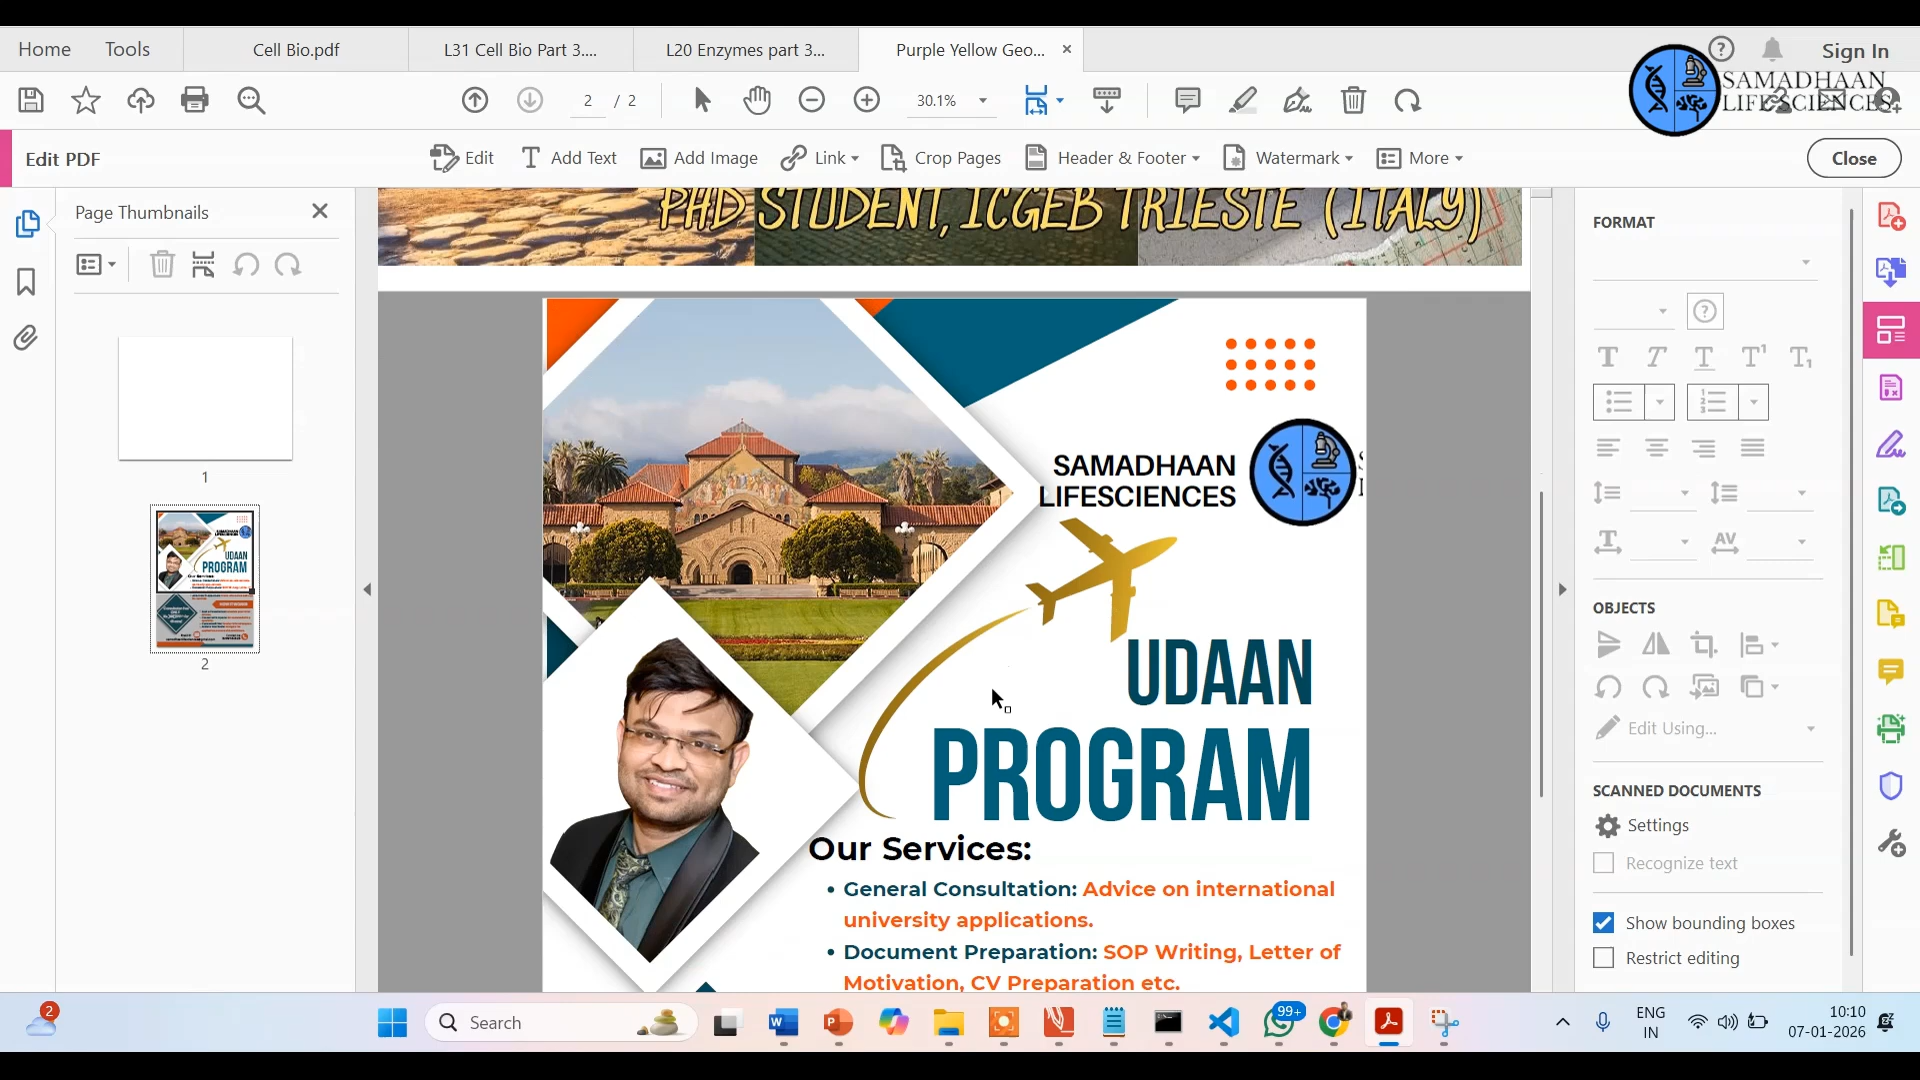 Home
Tools
Cell Bio.pdf
L31 Cell Bio Part 3....
L20 Enzymes part 3...
Purple Yellow Geo...
Sign In
SAMADHAAN
LIFESCIENCES
2 / 2
30.1%
Edit PDF
Edit
Add Text
Add Image
Link
Crop Pages
Header & Footer
Watermark
More
Close
Page Thumbnails
1
2
PHD STUDENT, ICGEB TRIESTE (ITALY)
SAMADHAAN
LIFESCIENCES
UDAAN
PROGRAM
Our Services:
• General Consultation: Advice on international
university applications.
• Document Preparation: SOP Writing, Letter of
Motivation, CV Preparation etc.
FORMAT
OBJECTS
Edit Using...
SCANNED DOCUMENTS
Settings
Recognize text
Show bounding boxes
Restrict editing
2
Search
99+
ENG
IN
10:10
07-01-2026